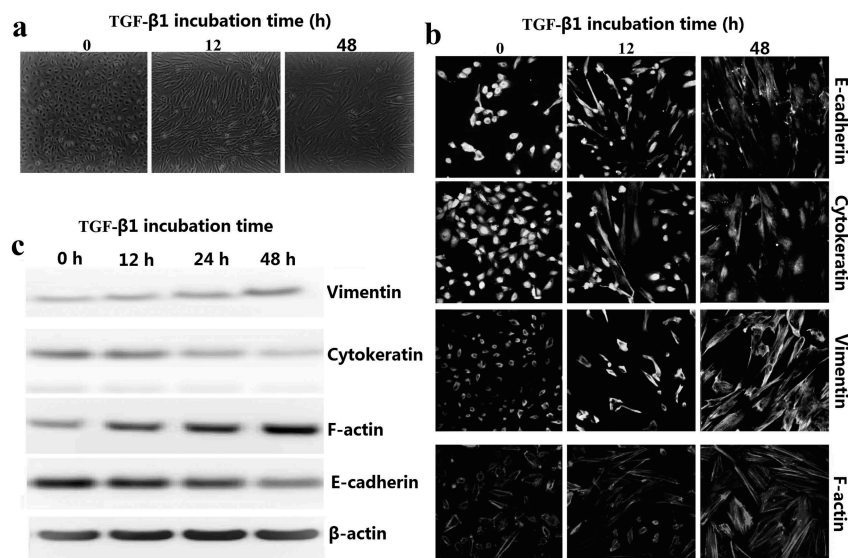 a
TGF-β1 incubation time (h)
0 12 48
b
TGF-β1 incubation time (h)
0 12 48
E-cadherin
Cytokeratin
Vimentin
F-actin
c
TGF-β1 incubation time
0 h 12 h 24 h 48 h
Vimentin
Cytokeratin
F-actin
E-cadherin
β-actin